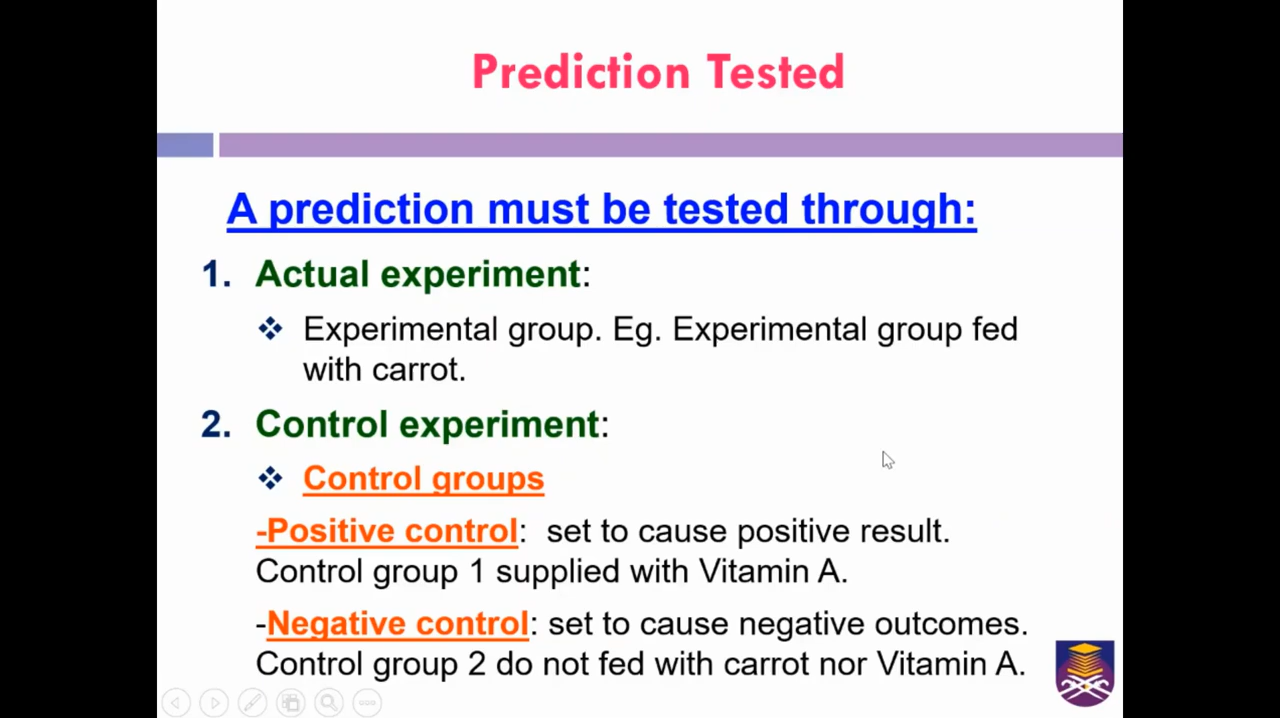 Prediction Tested
A prediction must be tested through:
1. Actual experiment:
❖ Experimental group. Eg. Experimental group fed
with carrot.
2. Control experiment:
❖ Control groups
-Positive control:  set to cause positive result.
Control group 1 supplied with Vitamin A.
-Negative control: set to cause negative outcomes.
Control group 2 do not fed with carrot nor Vitamin A.